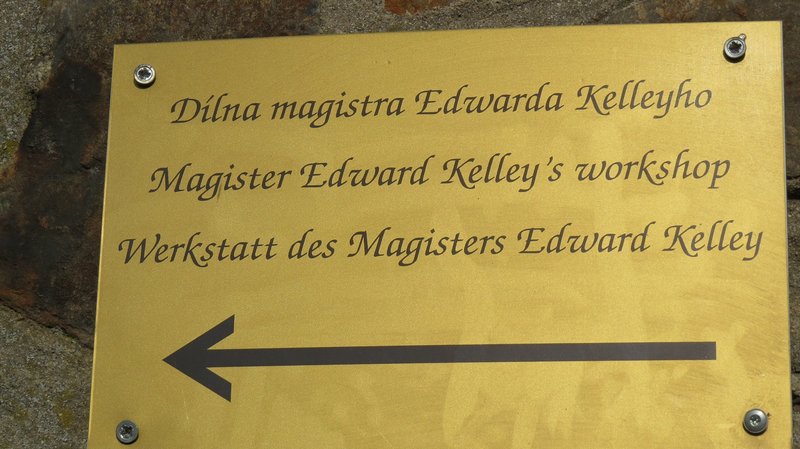 Dílna magistra Edwarda Kelleyho
Magister Edward Kelley's workshop
Werkstatt des Magisters Edward Kelley